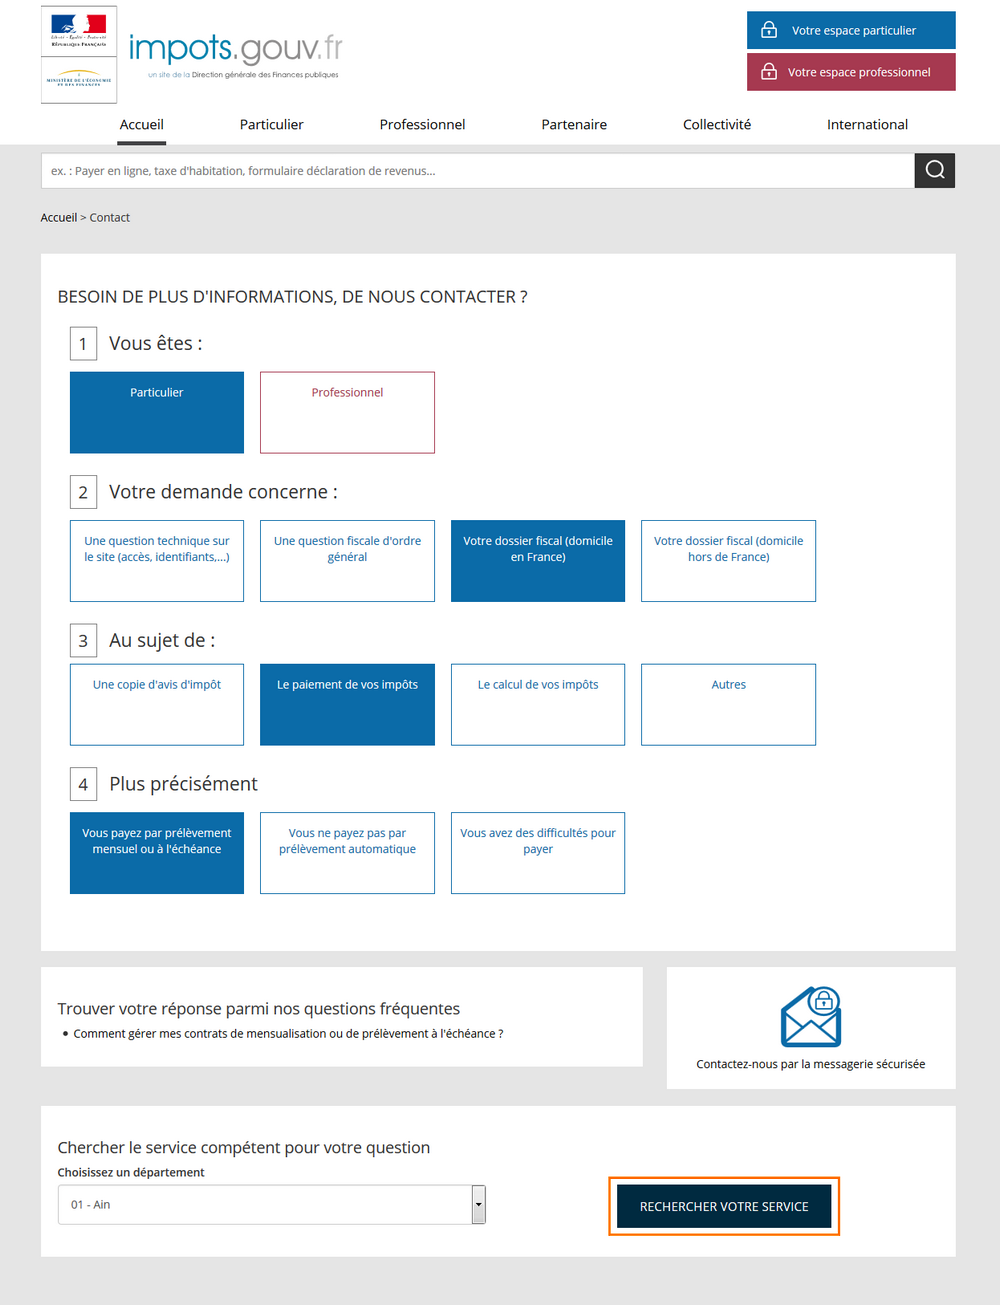 Liberté • Égalité • Fraternité
RÉPUBLIQUE FRANÇAISE
MINISTÈRE DE L'ÉCONOMIE
ET DES FINANCES
impots.gouv.fr
un site de la Direction générale des Finances publiques
Votre espace particulier
Votre espace professionnel
Accueil Particulier Professionnel Partenaire Collectivité International
ex. : Payer en ligne, taxe d'habitation, formulaire déclaration de revenus...
Accueil > Contact
BESOIN DE PLUS D'INFORMATIONS, DE NOUS CONTACTER ?
1 Vous êtes :
Particulier
Professionnel
2 Votre demande concerne :
Une question technique sur
le site (accès, identifiants,...)
Une question fiscale d'ordre
général
Votre dossier fiscal (domicile
en France)
Votre dossier fiscal (domicile
hors de France)
3 Au sujet de :
Une copie d'avis d'impôt
Le paiement de vos impôts
Le calcul de vos impôts
Autres
4 Plus précisément
Vous payez par prélèvement
mensuel ou à l'échéance
Vous ne payez pas par
prélèvement automatique
Vous avez des difficultés pour
payer
Trouver votre réponse parmi nos questions fréquentes
• Comment gérer mes contrats de mensualisation ou de prélèvement à l'échéance ?
Contactez-nous par la messagerie sécurisée
Chercher le service compétent pour votre question
Choisissez un département
01 - Ain
RECHERCHER VOTRE SERVICE